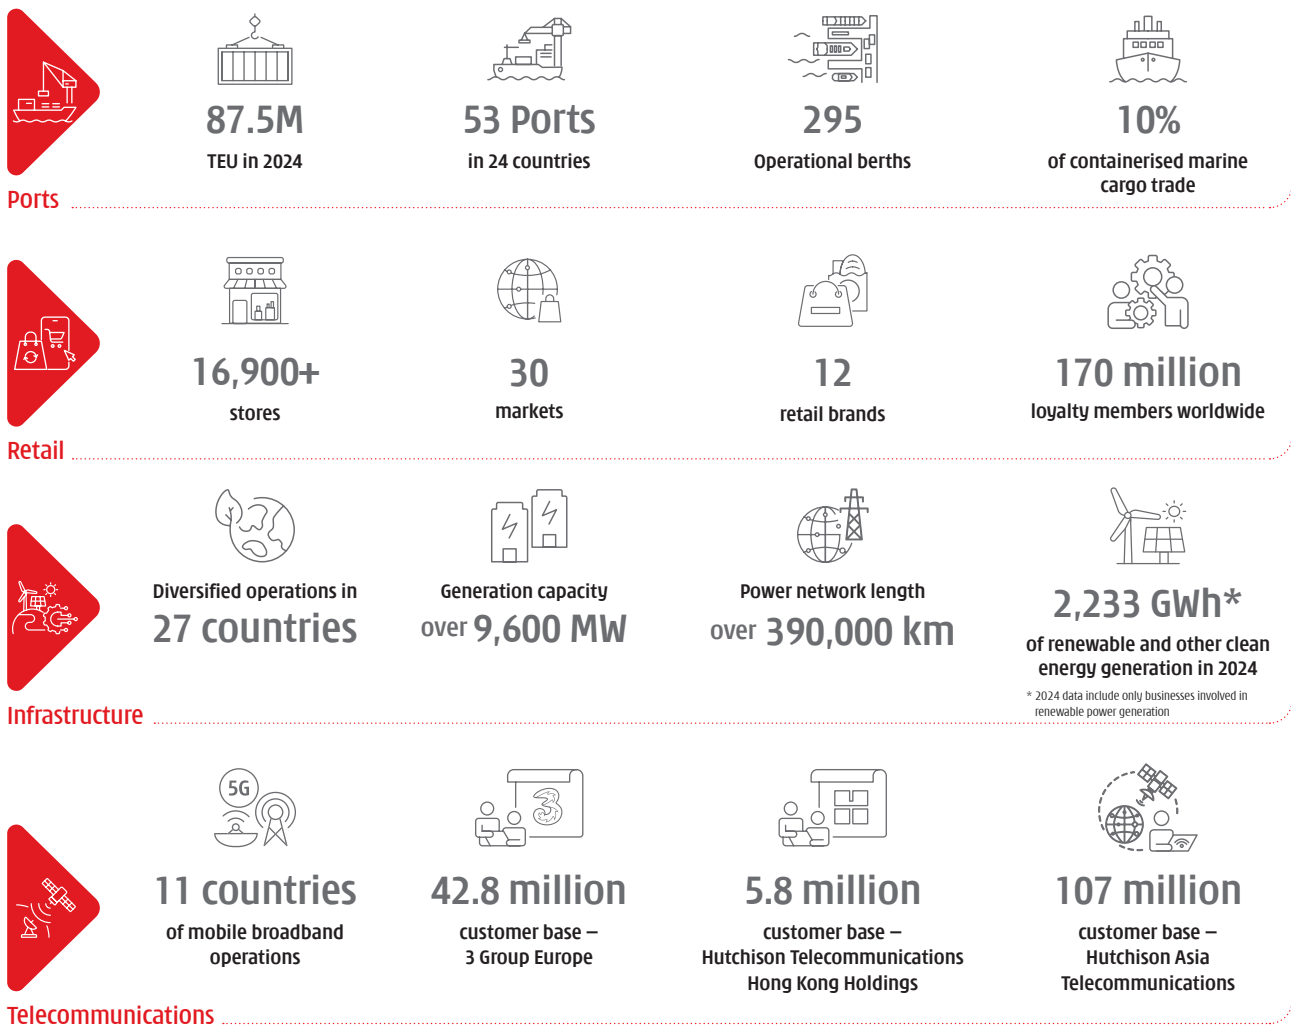 87.5M
TEU in 2024
53 Ports
in 24 countries
295
Operational berths
10%
of containerised marine
cargo trade
Ports
16,900+
stores
30
markets
12
retail brands
170 million
loyalty members worldwide
Retail
Diversified operations in
27 countries
Generation capacity
over 9,600 MW
Power network length
over 390,000 km
2,233 GWh*
of renewable and other clean
energy generation in 2024
* 2024 data include only businesses involved in
renewable power generation
Infrastructure
5G
11 countries
of mobile broadband
operations
3
42.8 million
customer base –
3 Group Europe
5.8 million
customer base –
Hutchison Telecommunications
Hong Kong Holdings
107 million
customer base –
Hutchison Asia
Telecommunications
Telecommunications